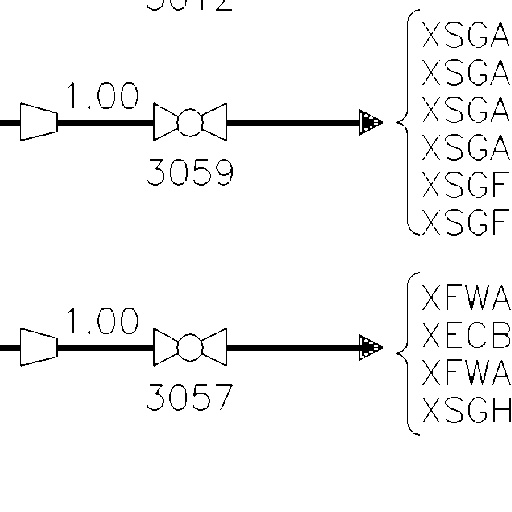 XSGA
XSGA
1.00
XSGA
XSGA
3059
XSGF
XSGF
XFWA
1.00
XECB
XFWA
3057
XSGH